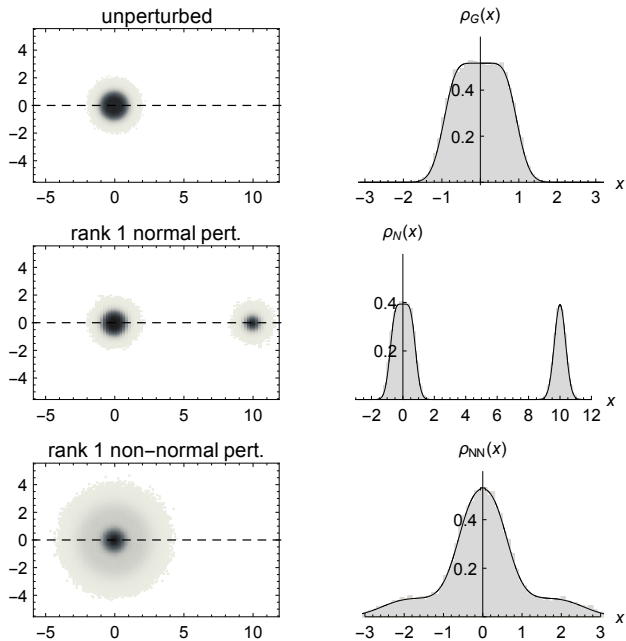 unperturbed
4
2
0
−2
−4
−5 0 5 10
ρG(x)
0.4
0.2
−3 −2 −1 0 1 2 3 x
rank 1 normal pert.
4
2
0
−2
−4
−5 0 5 10
ρN(x)
0.4
0.2
−2 0 2 4 6 8 10 12 x
rank 1 non−normal pert.
4
2
0
−2
−4
−5 0 5 10
ρNN(x)
0.4
0.2
−3 −2 −1 0 1 2 3 x